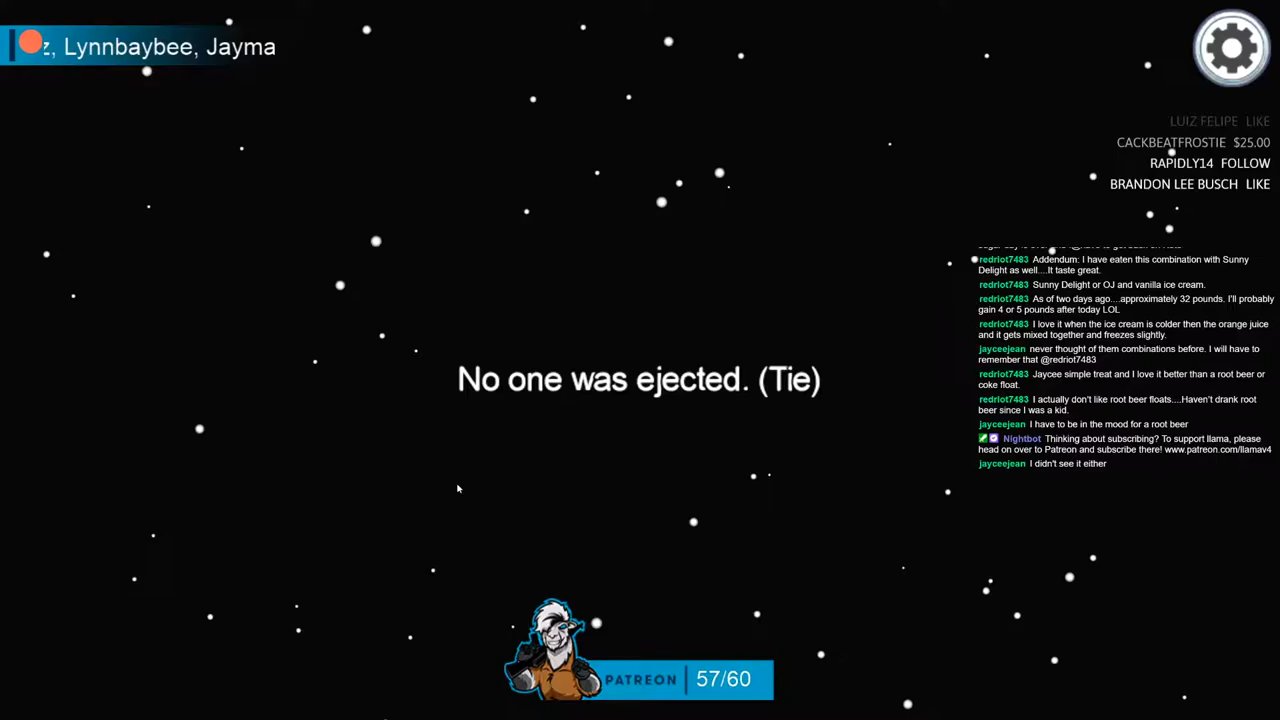 z, Lynnbaybee, Jayma
LUIZ FELIPE LIKE
CACKBEATFROSTIE $25.00
RAPIDLY14 FOLLOW
BRANDON LEE BUSCH LIKE
redriot7483 Addendum: I have eaten this combination with Sunny
Delight as well....It taste great.
redriot7483 Sunny Delight or OJ and vanilla ice cream.
redriot7483 As of two days ago....approximately 32 pounds. I'll probably
gain 4 or 5 pounds after today LOL
redriot7483 I love it when the ice cream is colder then the orange juice
and it gets mixed together and freezes slightly.
jayceejean never thought of them combinations before. I will have to
remember that @redriot7483
redriot7483 Jaycee simple treat and I love it better than a root beer or
coke float.
redriot7483 I actually don't like root beer floats....Haven't drank root
beer since I was a kid.
jayceejean I have to be in the mood for a root beer
Nightbot Thinking about subscribing? To support llama, please
head on over to Patreon and subscribe there! www.patreon.com/llamav4
jayceejean I didn't see it either
No one was ejected. (Tie)
PATREON 57/60